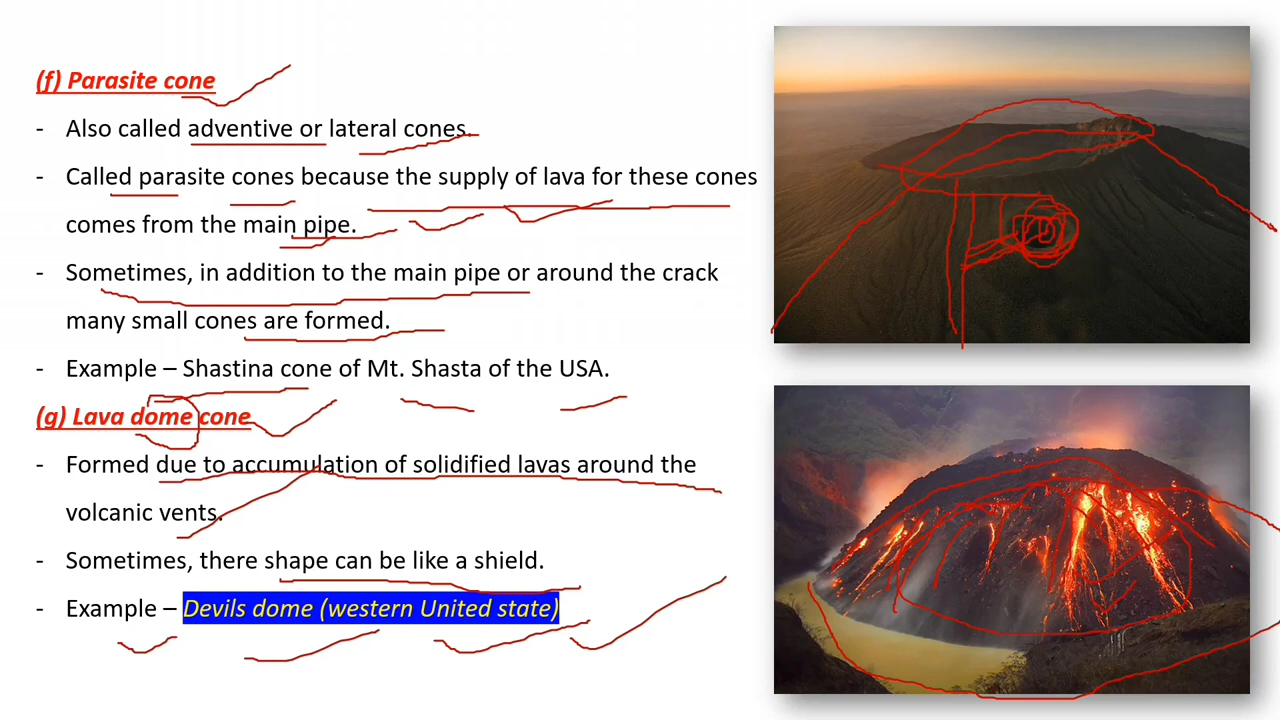 (f) Parasite cone
- Also called adventive or lateral cones.
- Called parasite cones because the supply of lava for these cones
comes from the main pipe.
- Sometimes, in addition to the main pipe or around the crack
many small cones are formed.
- Example – Shastina cone of Mt. Shasta of the USA.
(g) Lava dome cone
- Formed due to accumulation of solidified lavas around the
volcanic vents.
- Sometimes, there shape can be like a shield.
- Example – Devils dome (western United state)